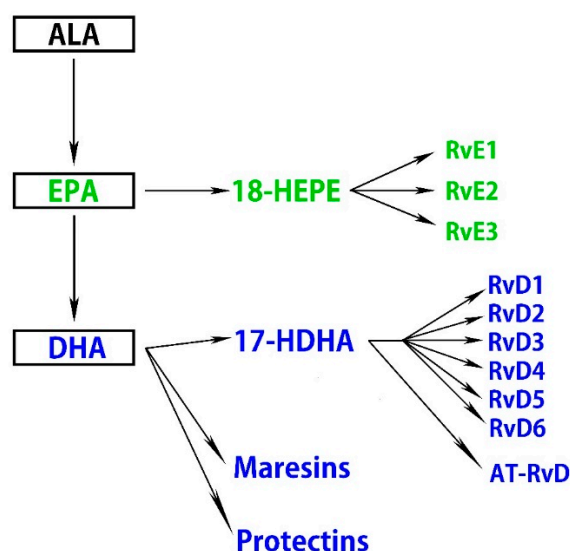 ALA
EPA
18-HEPE
RvE1
RvE2
RvE3
DHA
17-HDHA
RvD1
RvD2
RvD3
RvD4
RvD5
RvD6
AT-RvD
Maresins
Protectins